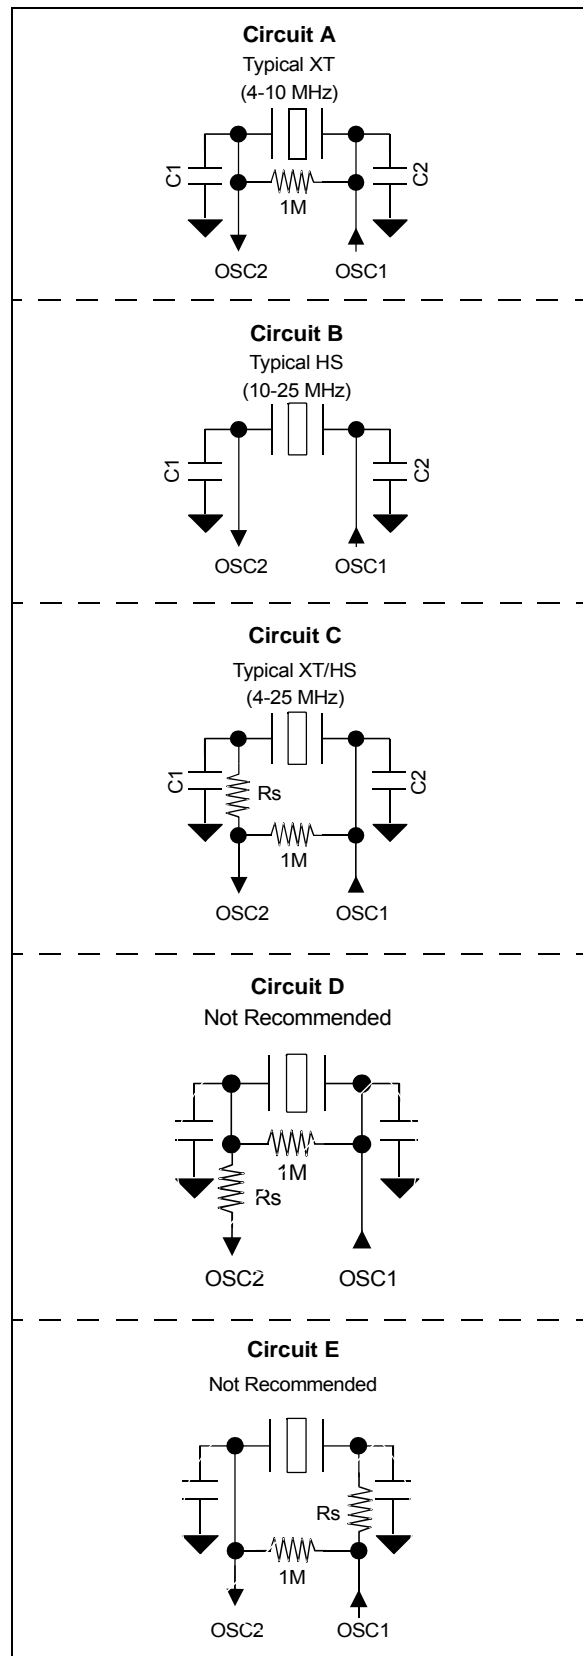 Circuit A
Typical XT
(4-10 MHz)
C1
C2
1M
OSC2
OSC1
Circuit B
Typical HS
(10-25 MHz)
C1
C2
OSC2
OSC1
Circuit C
Typical XT/HS
(4-25 MHz)
C1
Rs
C2
1M
OSC2
OSC1
Circuit D
Not Recommended
1M
Rs
OSC2
OSC1
Circuit E
Not Recommended
Rs
1M
OSC2
OSC1